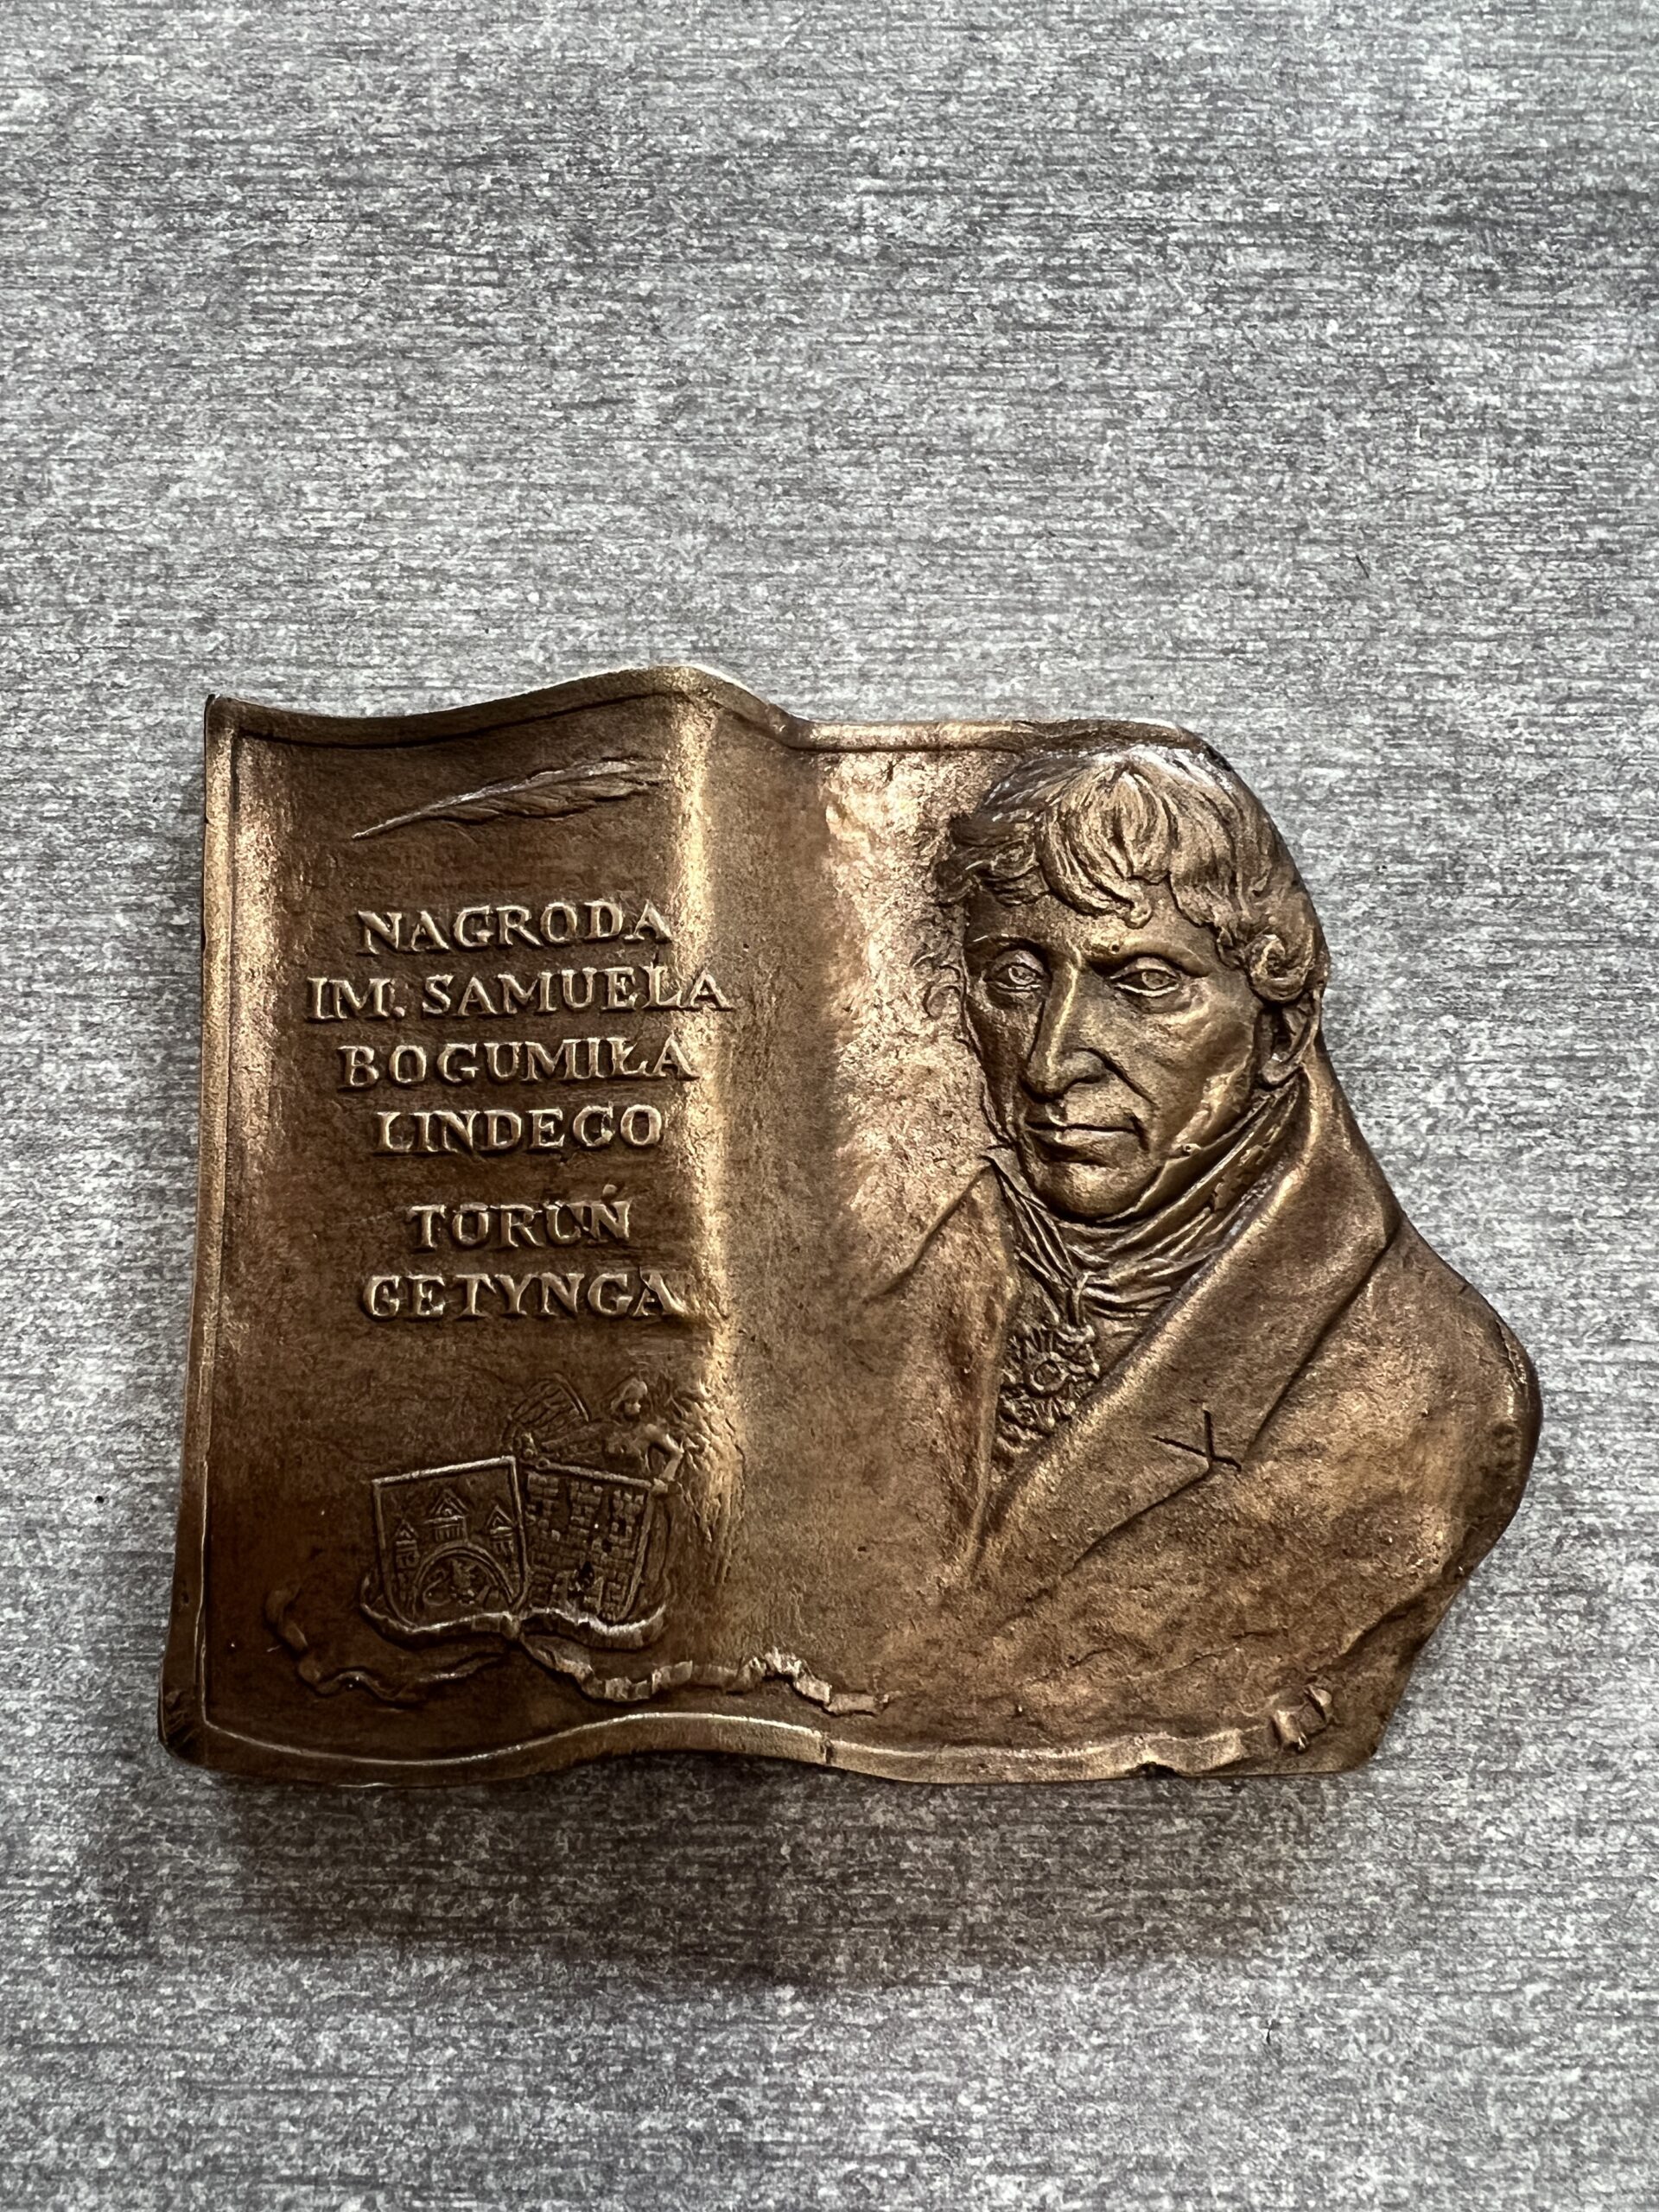 NAGRODA
IM. SAMUELA
BOGUMIŁA
LINDEGO
TORUŃ
GETYNGA